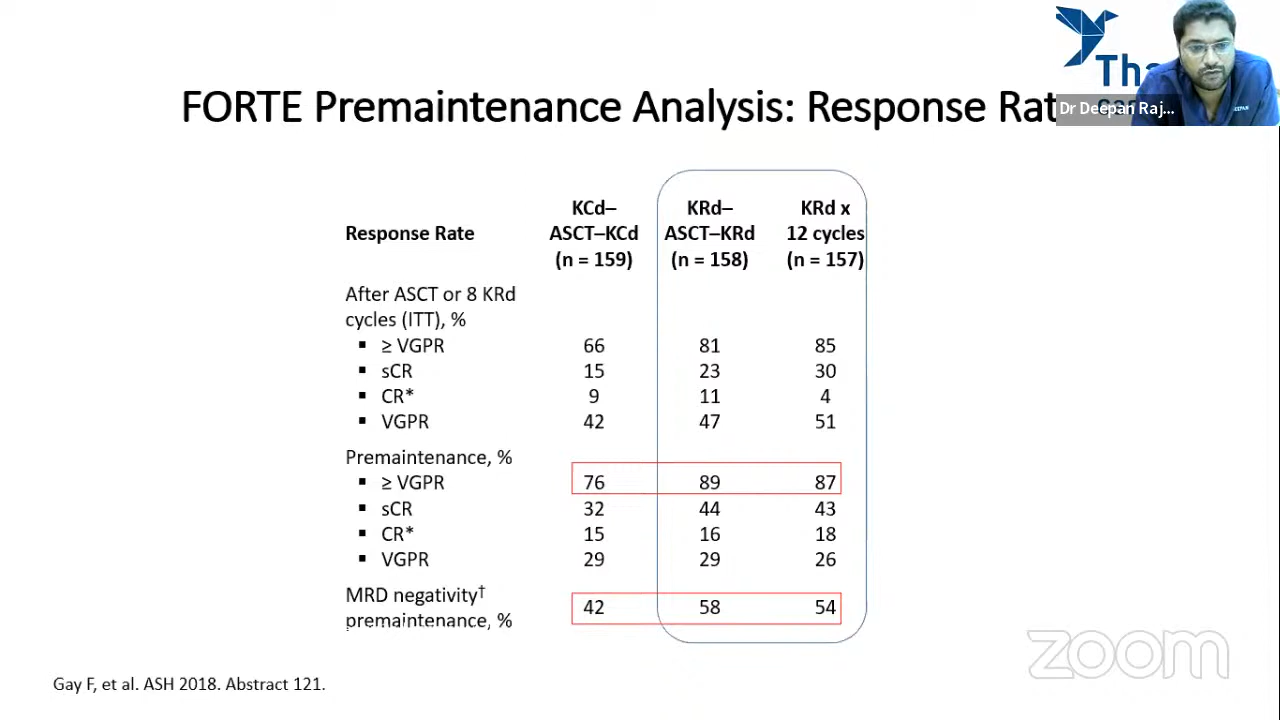 FORTE Premaintenance Analysis: Response
Dr Deepan Raj...
DEEPAN
KCd– KRd– KRd x
Response Rate ASCT–KCd ASCT–KRd 12 cycles
(n = 159) (n = 158) (n = 157)
After ASCT or 8 KRd
cycles (ITT), %
▪ ≥ VGPR 66 81 85
▪ sCR 15 23 30
▪ CR* 9 11 4
▪ VGPR 42 47 51
Premaintenance, %
▪ ≥ VGPR 76 89 87
▪ sCR 32 44 43
▪ CR* 15 16 18
▪ VGPR 29 29 26
MRD negativity† 42 58 54
premaintenance, %
zoom
Gay F, et al. ASH 2018. Abstract 121.